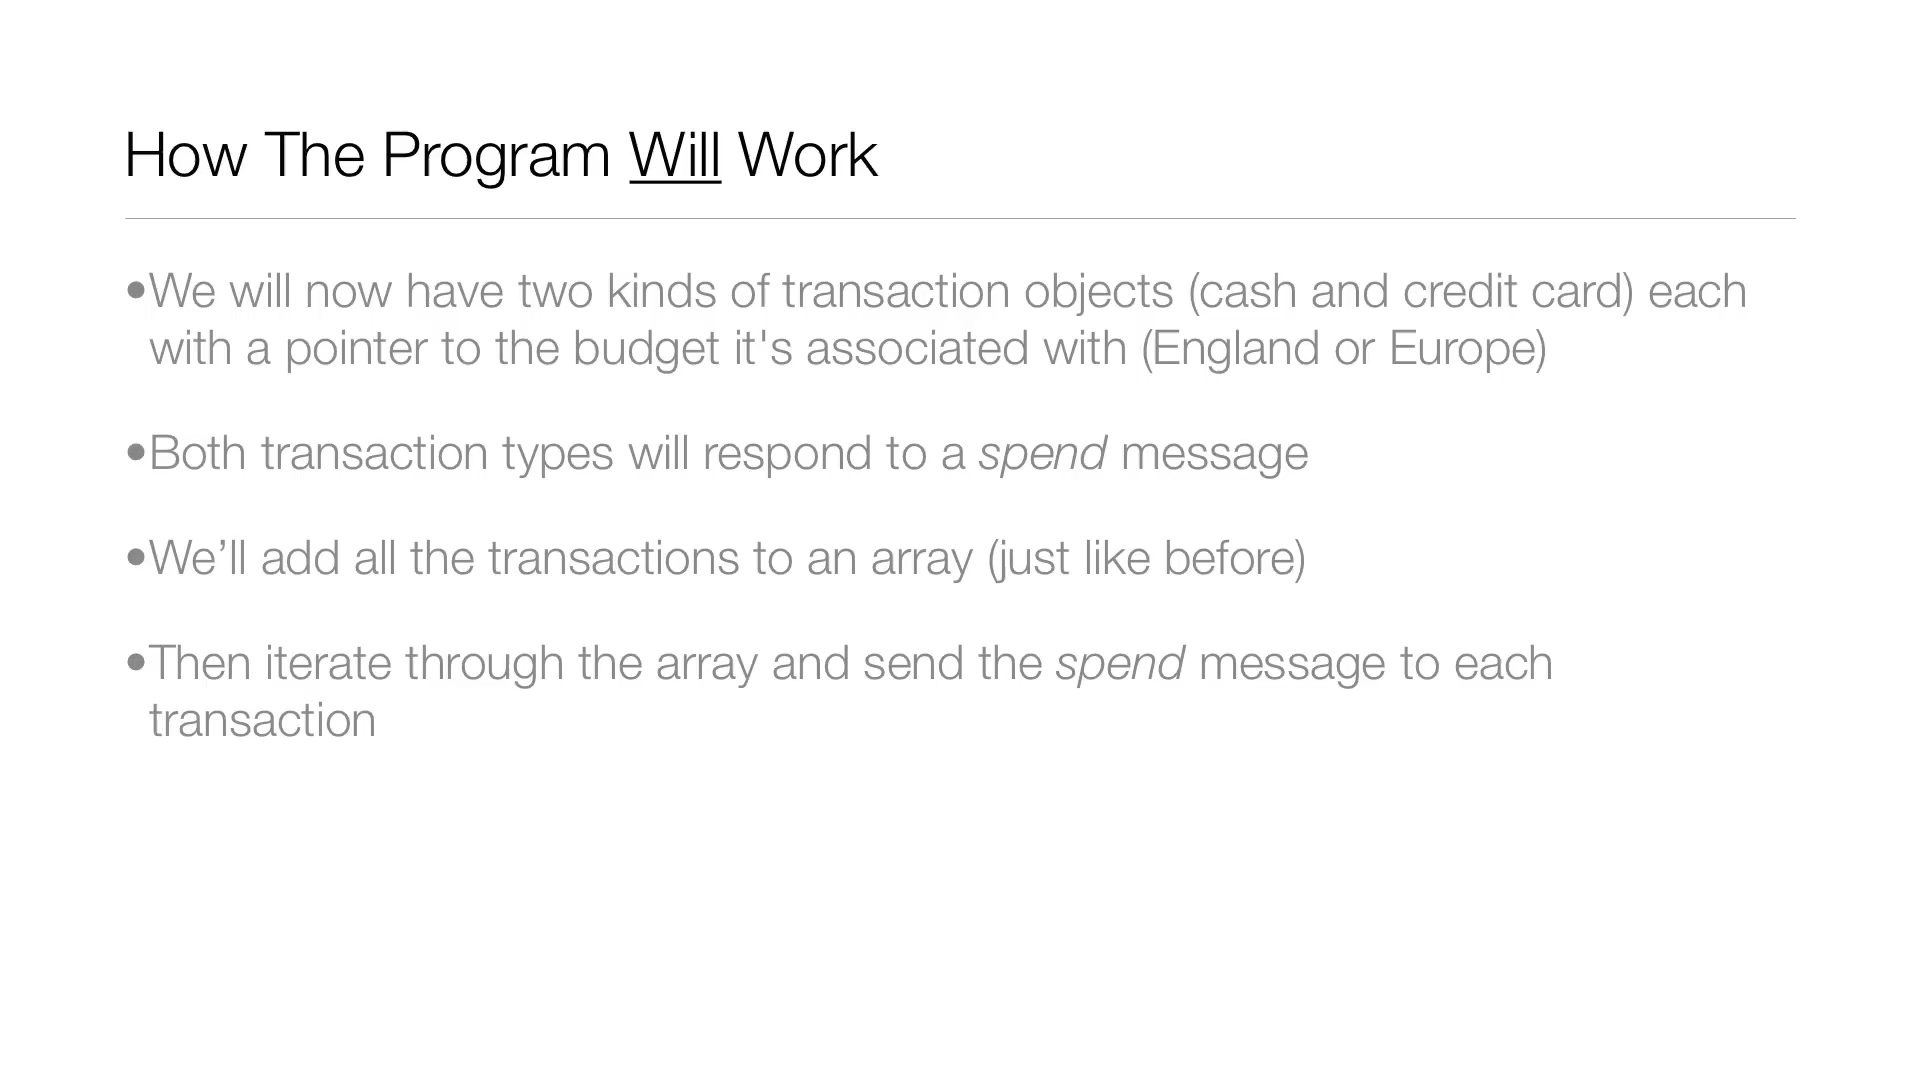 How The Program Will Work
•We will now have two kinds of transaction objects (cash and credit card) each
with a pointer to the budget it's associated with (England or Europe)
•Both transaction types will respond to a spend message
•We’ll add all the transactions to an array (just like before)
•Then iterate through the array and send the spend message to each
transaction